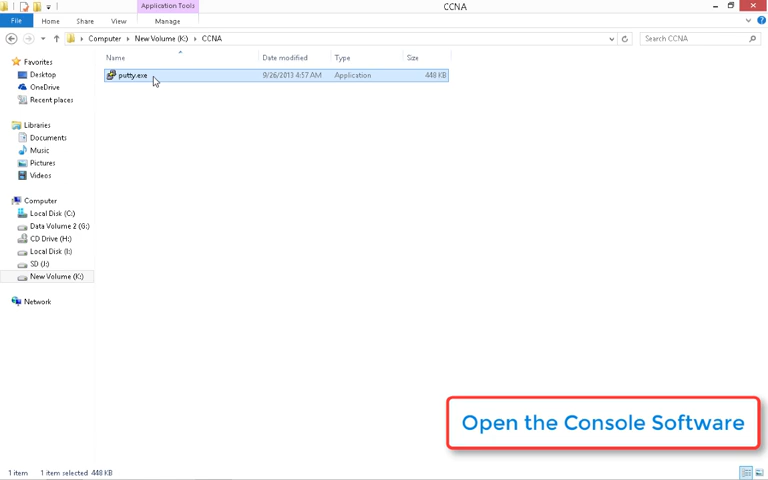 Application Tools
CCNA
File
Home
Share
View
Manage
Computer
New Volume (K:)
CCNA
Search CCNA
Name
Date modified
Type
Size
putty.exe
9/26/2013 4:57 AM
Application
448 KB
Favorites
Desktop
OneDrive
Recent places
Libraries
Documents
Music
Pictures
Videos
Computer
Local Disk (C:)
Data Volume 2 (G:)
CD Drive (H:)
Local Disk (I:)
SD (J:)
New Volume (K:)
Network
Open the Console Software
1 item
1 item selected 448 KB